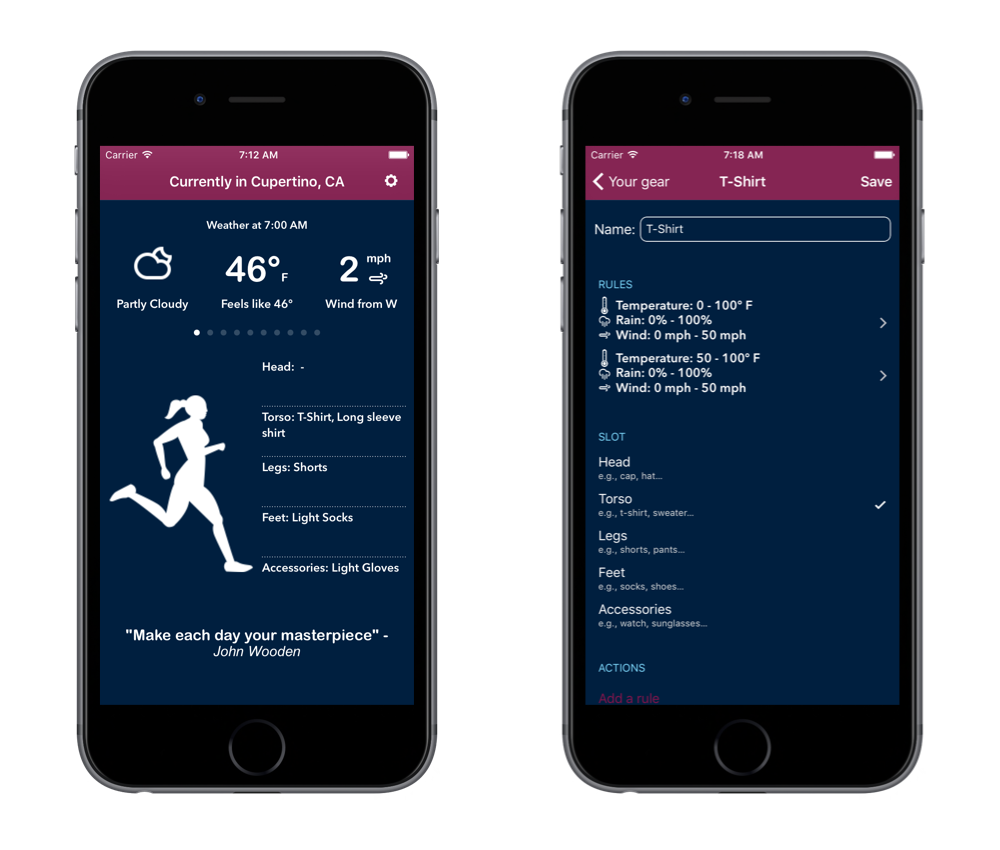 Carrier 7:12 AM
Currently in Cupertino, CA
Weather at 7:00 AM
46° F
2 mph
Partly Cloudy
Feels like 46°
Wind from W
Head: -
Torso: T-Shirt, Long sleeve
shirt
Legs: Shorts
Feet: Light Socks
Accessories: Light Gloves
"Make each day your masterpiece" -
John Wooden
Carrier 7:18 AM
Your gear T-Shirt Save
Name: T-Shirt
RULES
Temperature: 0 - 100° F
Rain: 0% - 100%
Wind: 0 mph - 50 mph
Temperature: 50 - 100° F
Rain: 0% - 100%
Wind: 0 mph - 50 mph
SLOT
Head
e.g., cap, hat...
Torso
e.g., t-shirt, sweater...
Legs
e.g., shorts, pants...
Feet
e.g., socks, shoes...
Accessories
e.g., watch, sunglasses...
ACTIONS
Add a rule